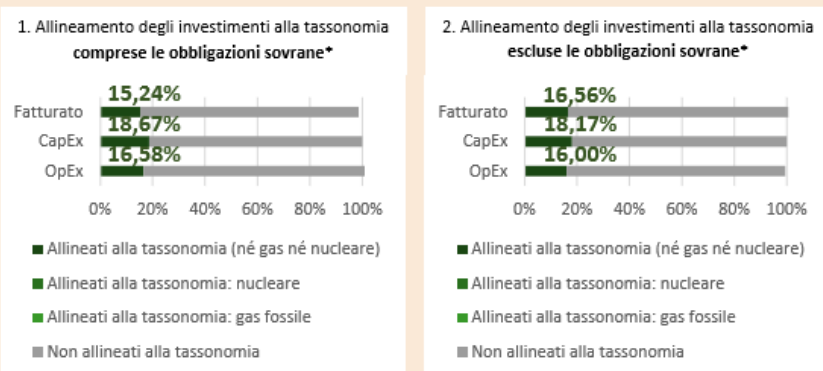 1. Allineamento degli investimenti alla tassonomia
comprese le obbligazioni sovrane*
15,24%
Fatturato
18,67%
CapEx
16,58%
OpEx
0% 20% 40% 60% 80% 100%
Allineati alla tassonomia (né gas né nucleare)
Allineati alla tassonomia: nucleare
Allineati alla tassonomia: gas fossile
Non allineati alla tassonomia
2. Allineamento degli investimenti alla tassonomia
escluse le obbligazioni sovrane*
16,56%
Fatturato
18,17%
CapEx
16,00%
OpEx
0% 20% 40% 60% 80% 100%
Allineati alla tassonomia (né gas né nucleare)
Allineati alla tassonomia: nucleare
Allineati alla tassonomia: gas fossile
Non allineati alla tassonomia